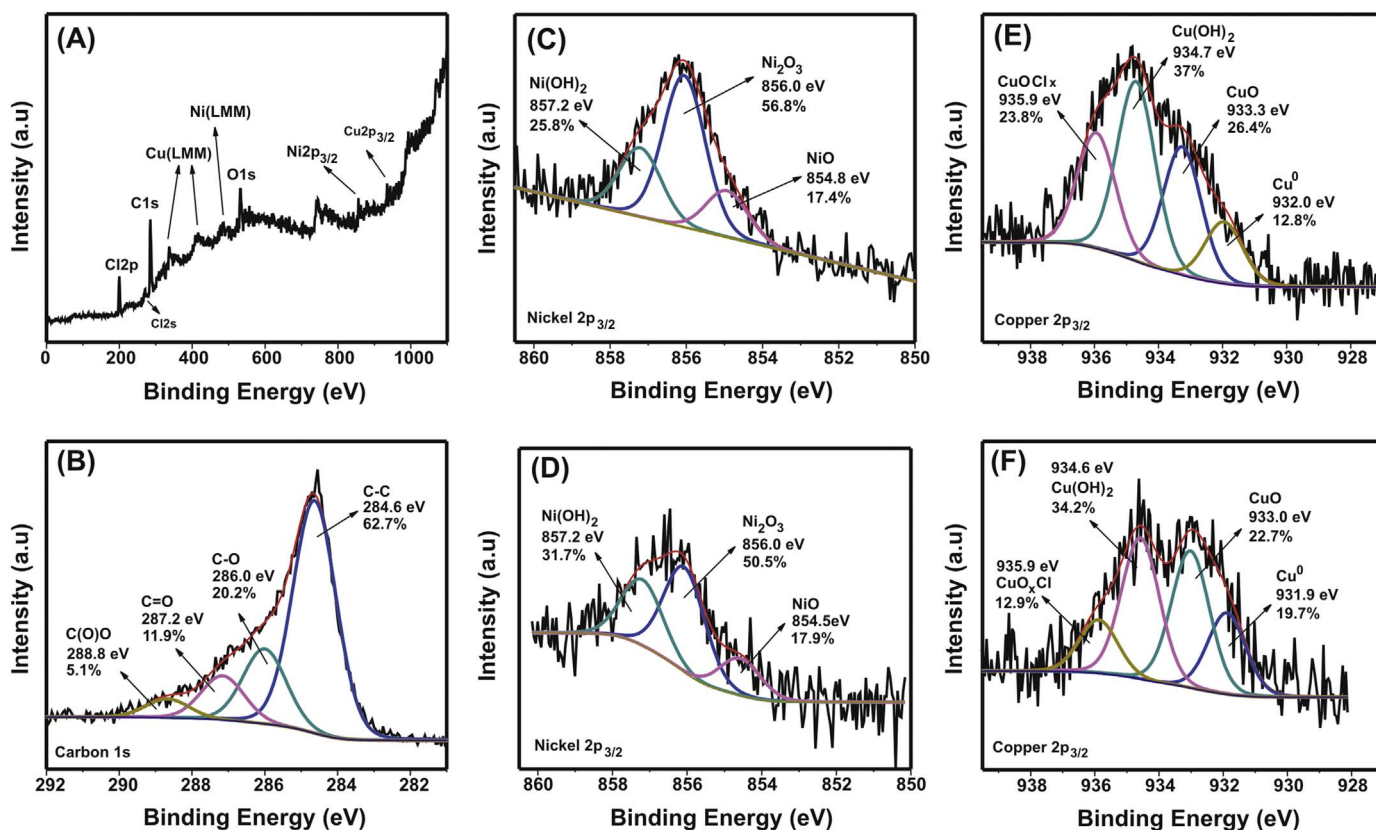 (A)
Ni(LMM)
Cu(LMM)
C1s
O1s
Cl2p
Cl2s
Ni2p3/2
Cu2p3/2
Intensity (a.u)
0 200 400 600 800 1000
Binding Energy (eV)
(C)
Ni(OH)2
857.2 eV
25.8%
Ni2O3
856.0 eV
56.8%
NiO
854.8 eV
17.4%
Nickel 2p3/2
Intensity (a.u)
860 858 856 854 852 850
Binding Energy (eV)
(E)
CuOClx
935.9 eV
23.8%
Cu(OH)2
934.7 eV
37%
CuO
933.3 eV
26.4%
Cu0
932.0 eV
12.8%
Copper 2p3/2
Intensity (a.u)
938 936 934 932 930 928
Binding Energy (eV)
(B)
C-C
284.6 eV
62.7%
C-O
286.0 eV
20.2%
C=O
287.2 eV
11.9%
C(O)O
288.8 eV
5.1%
Carbon 1s
Intensity (a.u)
292 290 288 286 284 282
Binding Energy (eV)
(D)
Ni(OH)2
857.2 eV
31.7%
Ni2O3
856.0 eV
50.5%
NiO
854.5eV
17.9%
Nickel 2p3/2
Intensity (a.u)
860 858 856 854 852 850
Binding Energy (eV)
(F)
934.6 eV
Cu(OH)2
34.2%
935.9 eV
CuOxCl
12.9%
CuO
933.0 eV
22.7%
Cu0
931.9 eV
19.7%
Copper 2p3/2
Intensity (a.u)
938 936 934 932 930 928
Binding Energy (eV)